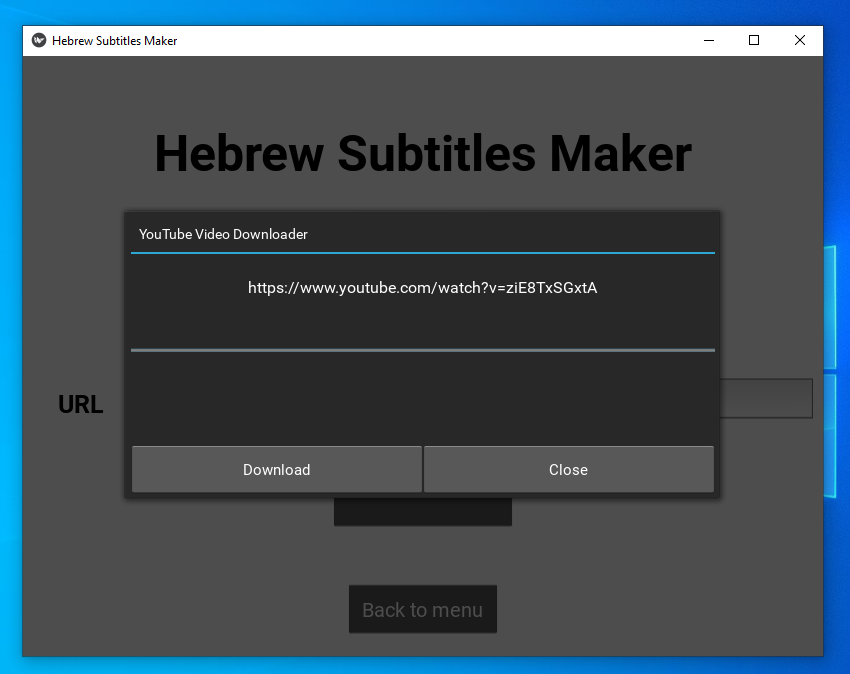 Hebrew Subtitles Maker
Hebrew Subtitles Maker
YouTube Video Downloader
https://www.youtube.com/watch?v=ziE8TxSGxtA
URL
Download
Close
Back to menu